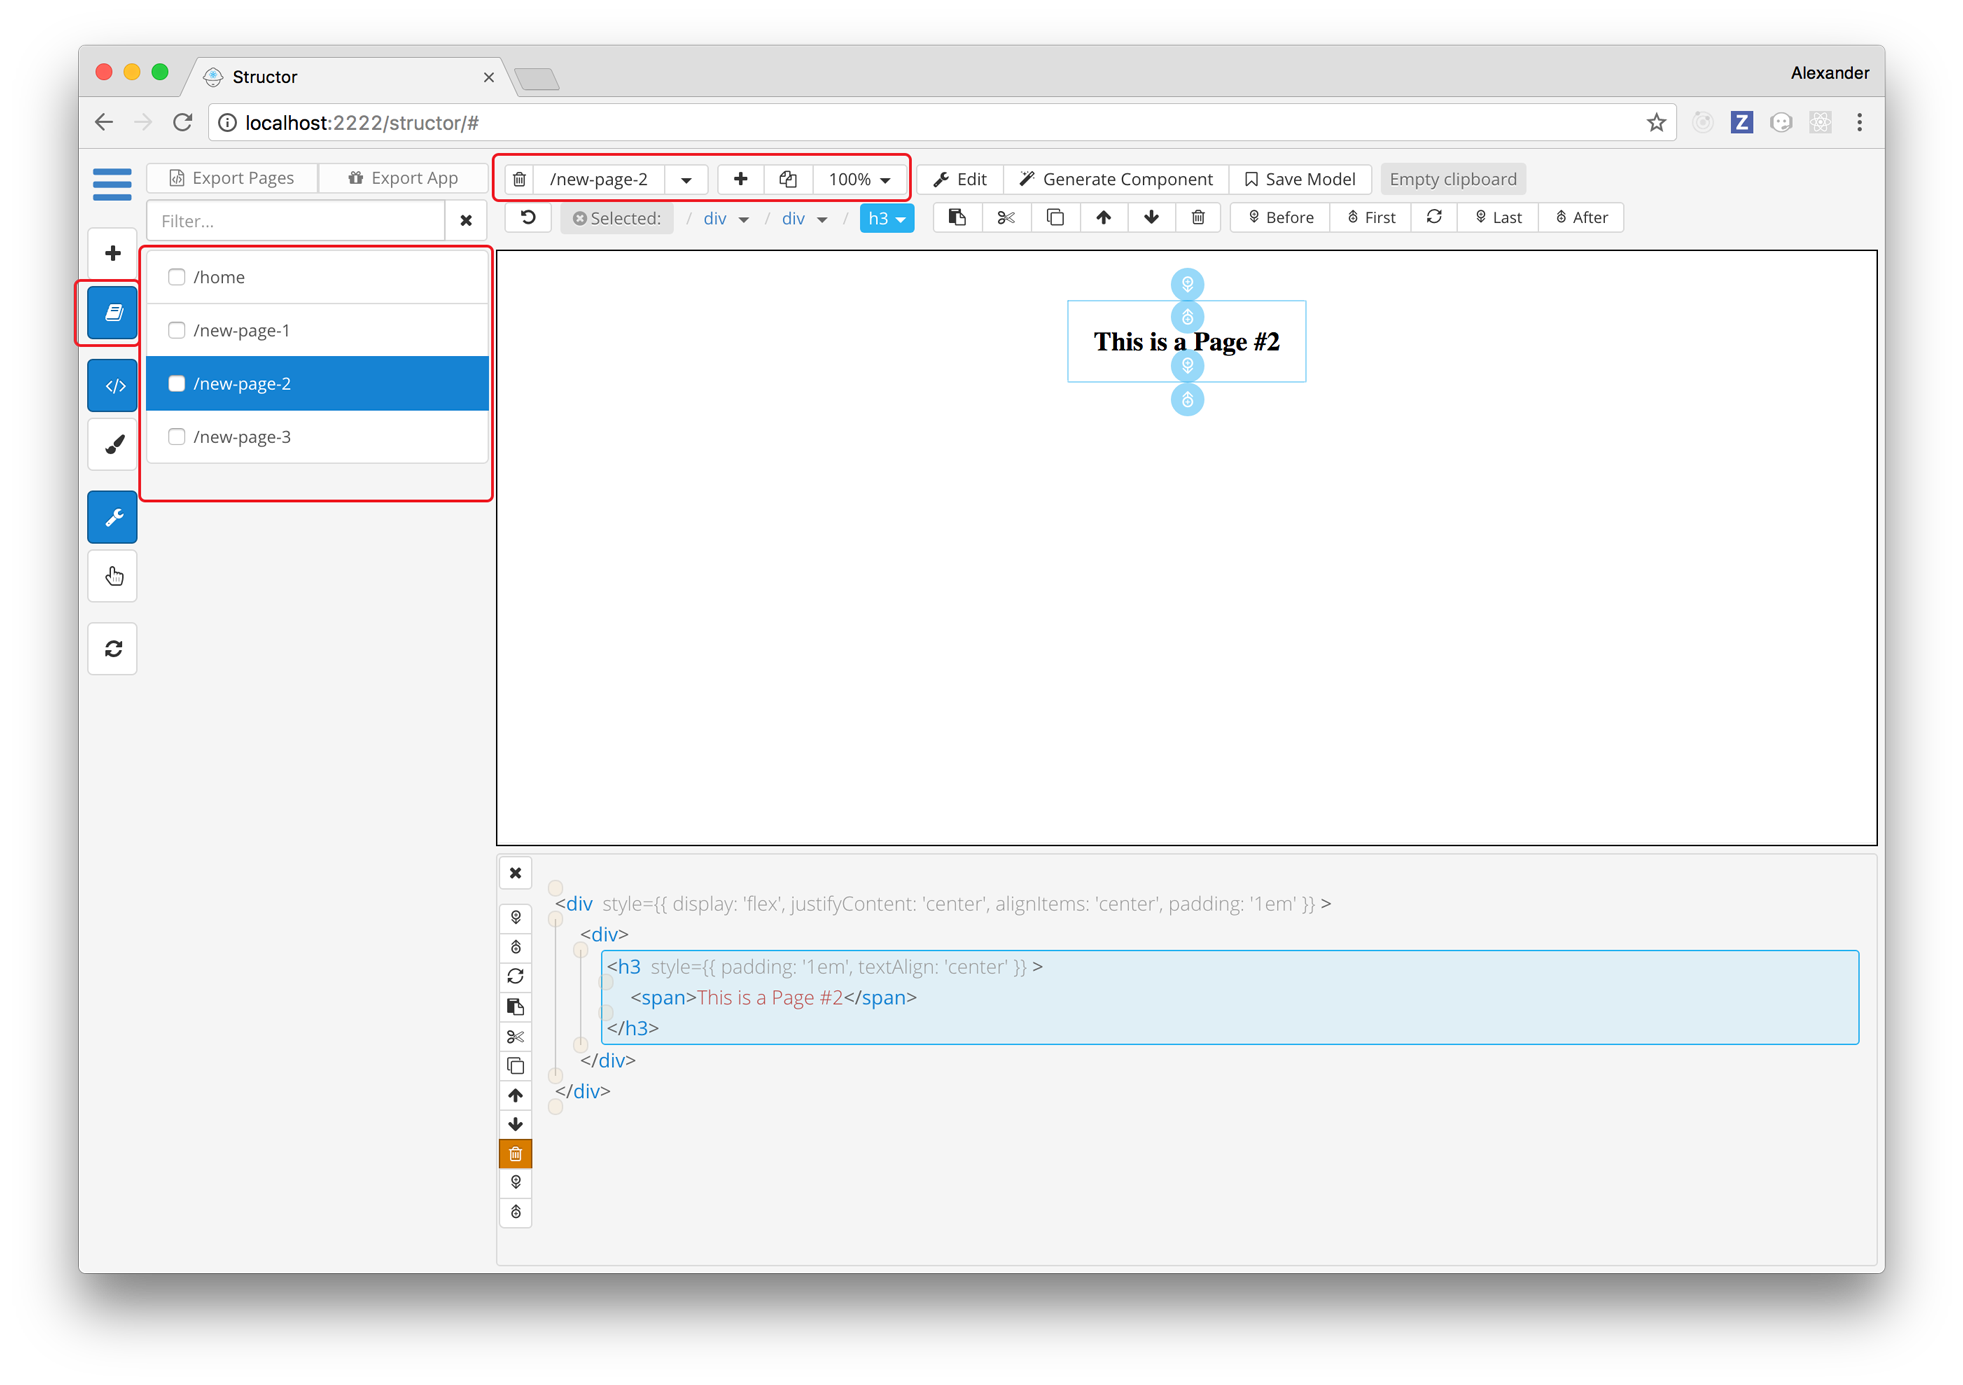 Structor
Alexander
localhost:2222/structor/#
Export Pages
Export App
/new-page-2
100%
Edit
Generate Component
Save Model
Empty clipboard
Filter...
Selected:
/ div / div / h3
Before
First
Last
After
/home
/new-page-1
/new-page-2
/new-page-3
This is a Page #2
<div style={{ display: 'flex', justifyContent: 'center', alignItems: 'center', padding: '1em' }} >
<div>
<h3 style={{ padding: '1em', textAlign: 'center' }} >
<span>This is a Page #2</span>
</h3>
</div>
</div>